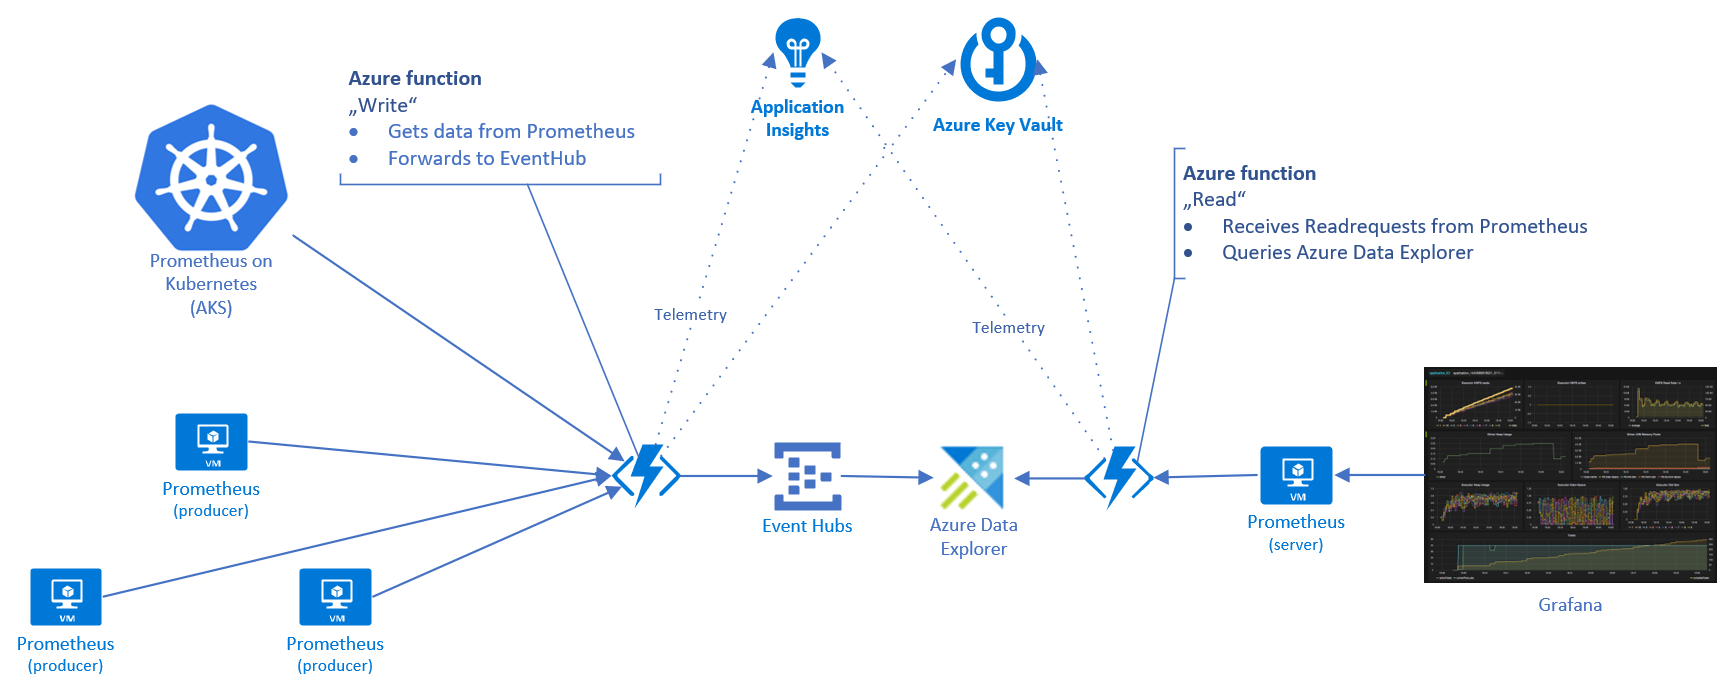 Azure function
„Write“
• Gets data from Prometheus
• Forwards to EventHub
Application
Insights
Azure Key Vault
Azure function
„Read“
• Receives Readrequests from Prometheus
• Queries Azure Data Explorer
Prometheus on
Kubernetes
(AKS)
Telemetry
Telemetry
VM
Prometheus
(producer)
Event Hubs
Azure Data
Explorer
VM
Prometheus
(server)
VM
Prometheus
(producer)
VM
Prometheus
(producer)
Grafana